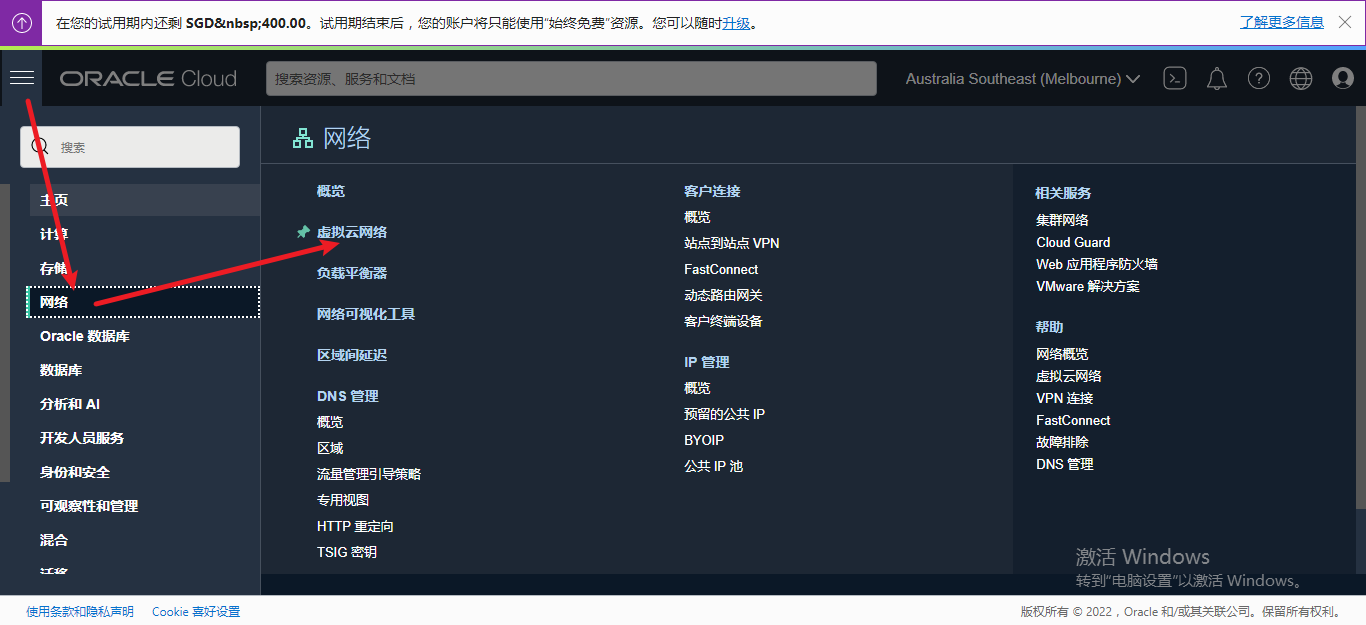 在您的试用期内还剩 SGD&nbsp;400.00。试用期结束后，您的账户将只能使用“始终免费”资源。您可以随时升级。
了解更多信息
ORACLE Cloud
搜索资源、服务和文档
Australia Southeast (Melbourne)
搜索
主页
计算
存储
网络
Oracle 数据库
数据库
分析和 AI
开发人员服务
身份和安全
可观察性和管理
混合
迁移
网络
概览
虚拟云网络
负载平衡器
网络可视化工具
区域间延迟
DNS 管理
概览
区域
流量管理引导策略
专用视图
HTTP 重定向
TSIG 密钥
客户连接
概览
站点到站点 VPN
FastConnect
动态路由网关
客户终端设备
IP 管理
概览
预留的公共 IP
BYOIP
公共 IP 池
相关服务
集群网络
Cloud Guard
Web 应用程序防火墙
VMware 解决方案
帮助
网络概览
虚拟云网络
VPN 连接
FastConnect
故障排除
DNS 管理
激活 Windows
转到“电脑设置”以激活 Windows。
使用条款和隐私声明
Cookie 喜好设置
版权所有 © 2022，Oracle 和/或其关联公司。保留所有权利。